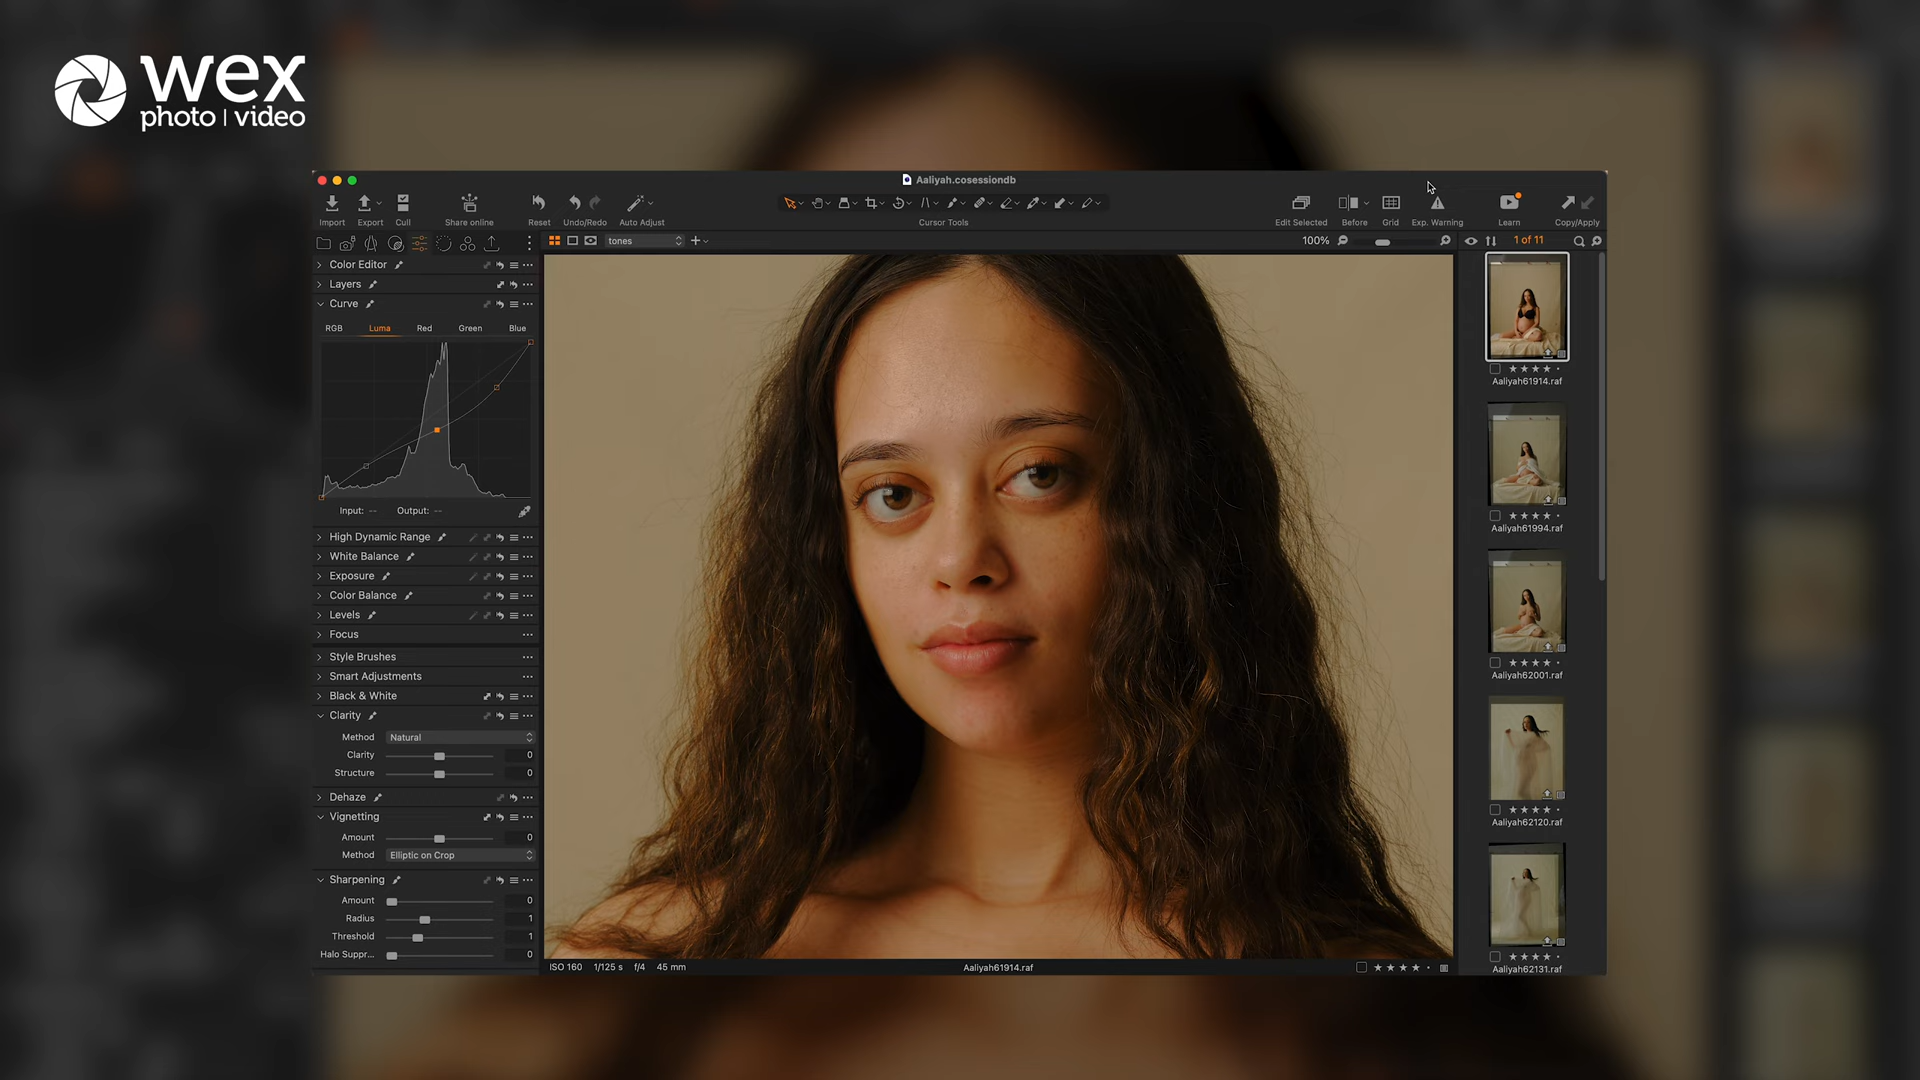 wex
photo | video
Aaliyah.cosessiondb
Import
Export
Cull
Share online
Reset
Undo/Redo
Auto Adjust
Cursor Tools
Edit Selected
Before
Grid
Exp. Warning
Learn
Copy/Apply
tones
100%
1 of 11
Color Editor
Layers
Curve
RGB Luma Red Green Blue
Input: -- Output: --
High Dynamic Range
White Balance
Exposure
Color Balance
Levels
Focus
Style Brushes
Smart Adjustments
Black & White
Clarity
Method Natural
Clarity 0
Structure 0
Dehaze
Vignetting
Amount 0
Method Elliptic on Crop
Sharpening
Amount 0
Radius 1
Threshold 1
Halo Suppr... 0
ISO 160 1/125 s f/4 45 mm
Aaliyah61914.raf
Aaliyah61914.raf
Aaliyah61994.raf
Aaliyah62001.raf
Aaliyah62120.raf
Aaliyah62131.raf